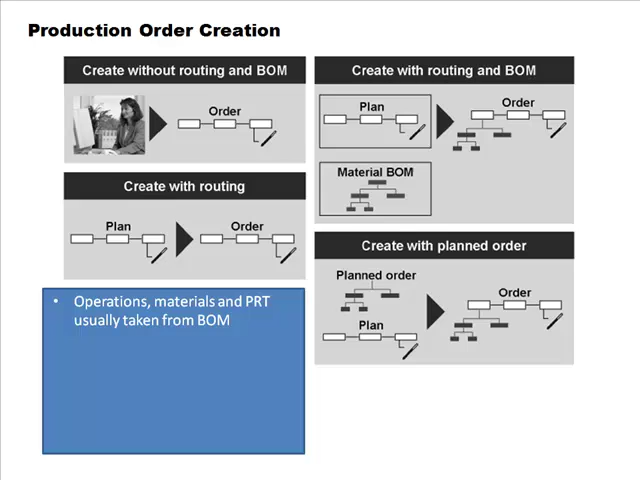 Production Order Creation
Create without routing and BOM
Order
Create with routing
Plan
Order
• Operations, materials and PRT
usually taken from BOM
Create with routing and BOM
Plan
Order
Material BOM
Create with planned order
Planned order
Order
Plan